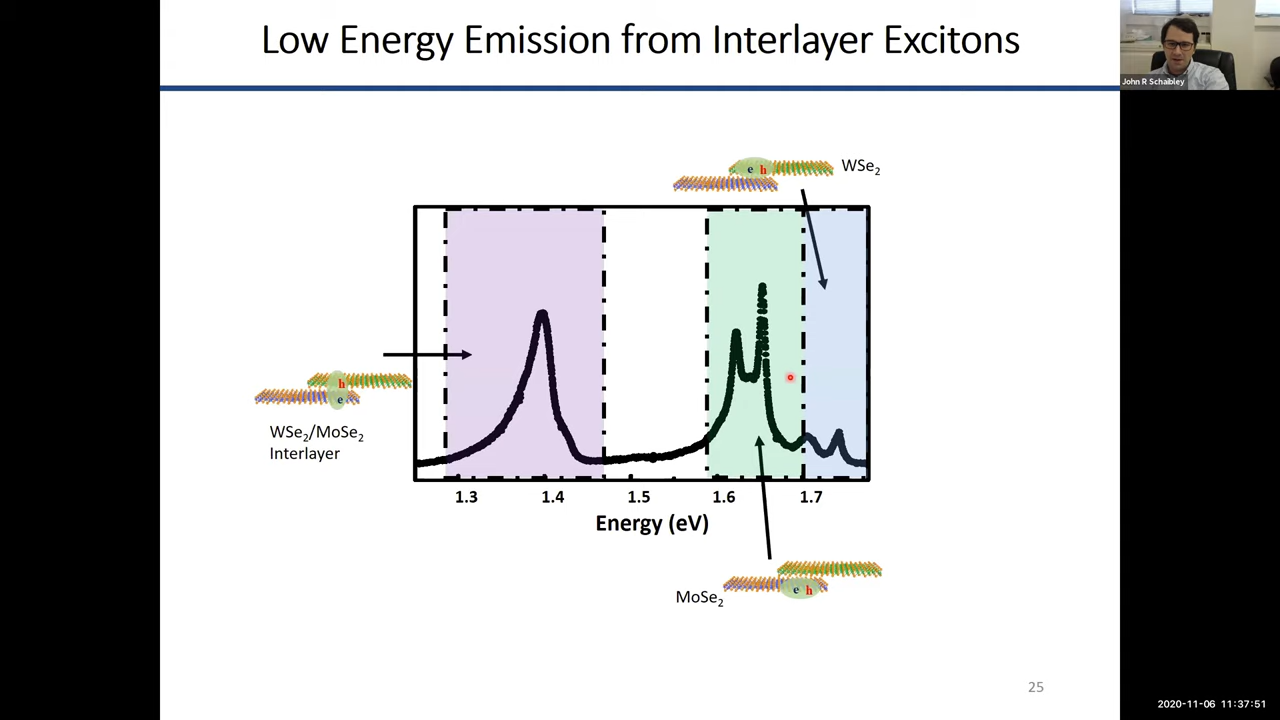 Low Energy Emission from Interlayer Excitons
John R Schaibley
e h
WSe₂
h
e
WSe₂/MoSe₂
Interlayer
1.3 1.4 1.5 1.6 1.7
Energy (eV)
e h
MoSe₂
25
2020-11-06 11:37:51